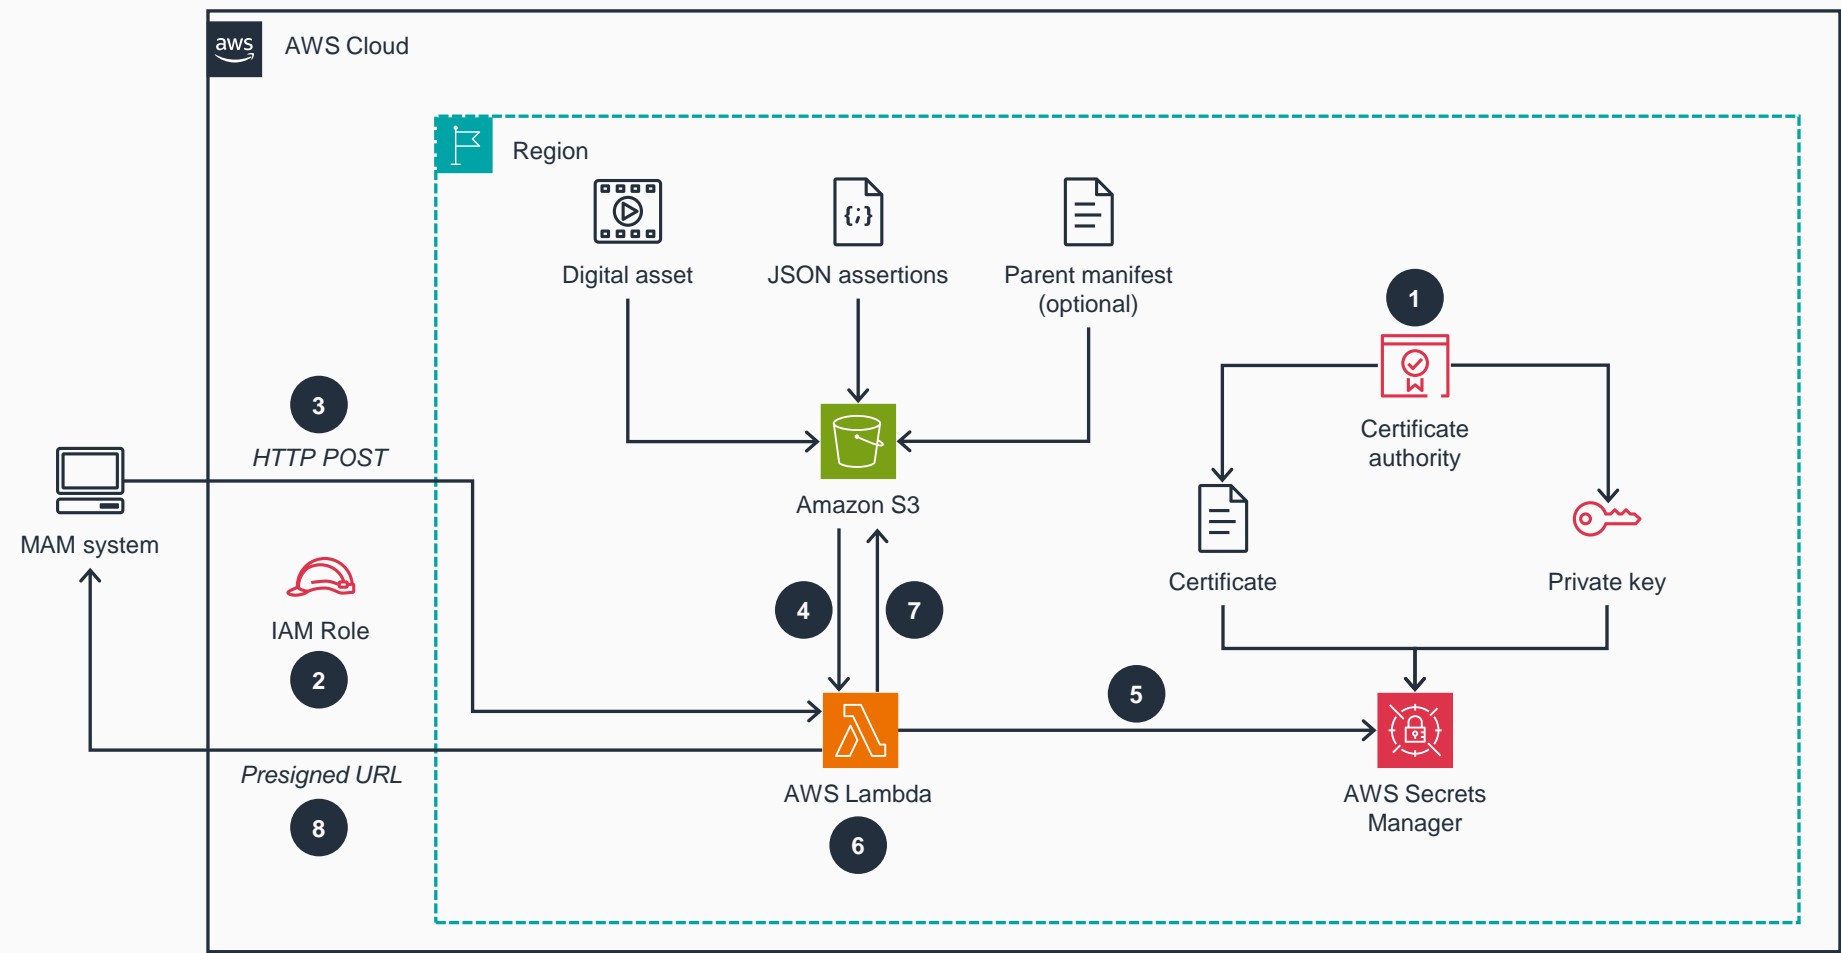 aws
AWS Cloud
Region
{;}
Digital asset
JSON assertions
Parent manifest
(optional)
1
3
HTTP POST
Certificate
authority
Amazon S3
MAM system
Certificate
Private key
4
7
IAM Role
2
5
Presigned URL
AWS Lambda
AWS Secrets
Manager
8
6